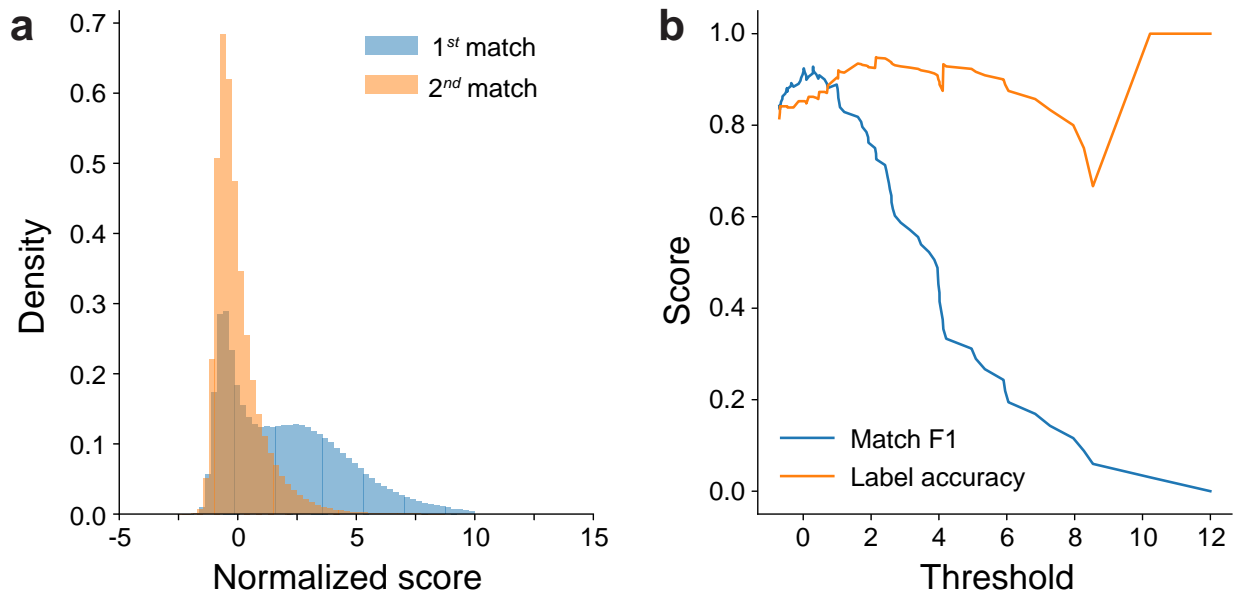 a
0.7
0.6
0.5
0.4
0.3
0.2
0.1
0.0
Density
-5
0
5
10
15
Normalized score
1st match
2nd match
b
1.0
0.8
0.6
0.4
0.2
0.0
Score
0
2
4
6
8
10
12
Threshold
Match F1
Label accuracy